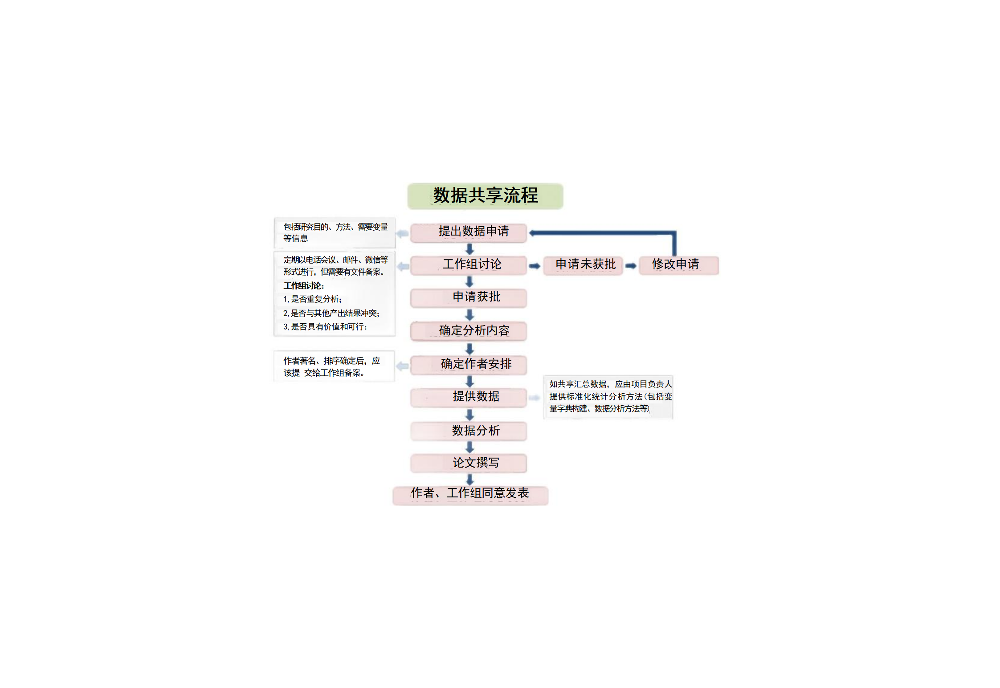 数据共享流程
包括研究目的、方法、需要变量
等信息
提出数据申请
定期以电话会议、邮件、微信等
形式进行，但需要有文件备案。
工作组讨论：
1,是否重复分析；
2,是否与其他产出结果冲突；
3,是否具有价值和可行：
工作组讨论
申请未获批
修改申请
申请获批
确定分析内容
作者著名、排序确定后，应
该提 交给工作组备案。
确定作者安排
提供数据
如共享汇总数据，应由项目负责人
提供标准化统计分析方法(包括变
量字典构建、数据分析方法等)
数据分析
论文撰写
作者、工作组同意发表